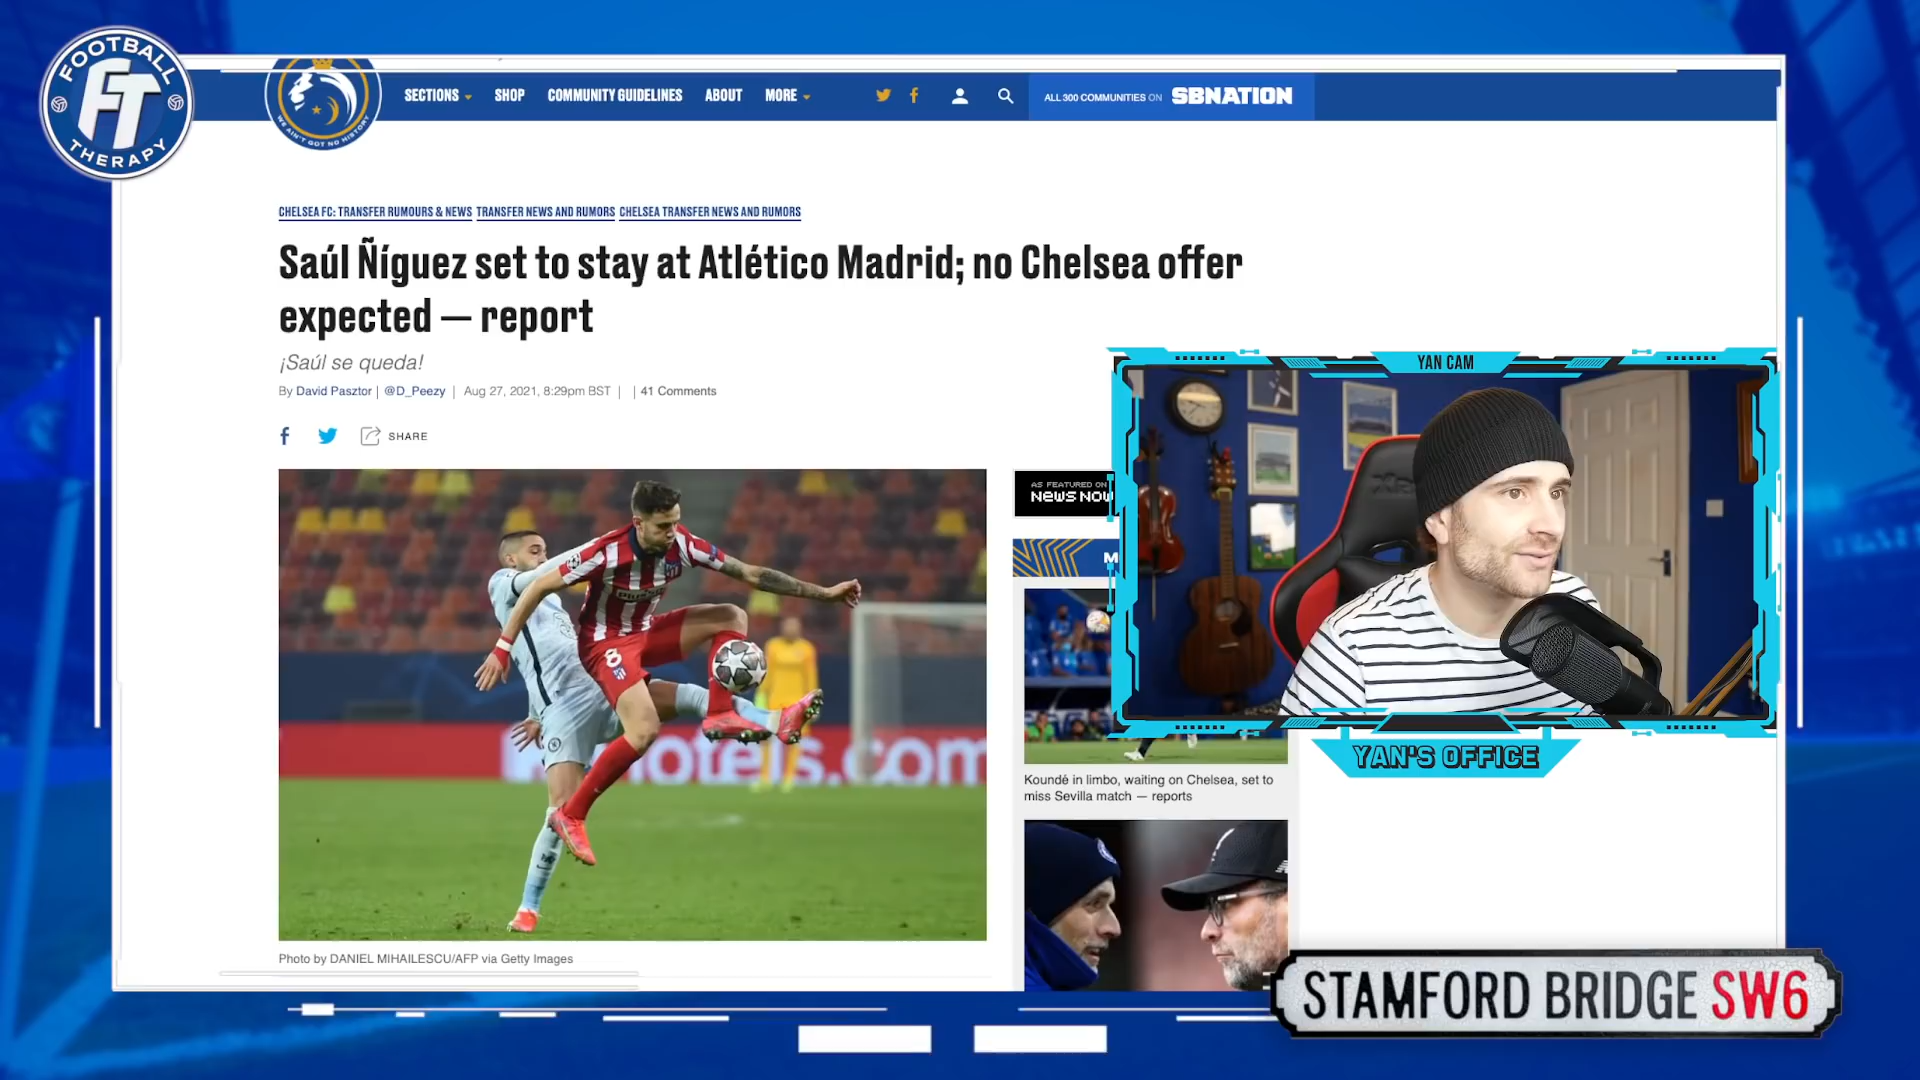 FOOTBALL
FT
THERAPY
WE AIN'T GOT NO HISTORY
SECTIONS SHOP COMMUNITY GUIDELINES ABOUT MORE
ALL 300 COMMUNITIES ON SBNATION
CHELSEA FC: TRANSFER RUMOURS & NEWS TRANSFER NEWS AND RUMORS CHELSEA TRANSFER NEWS AND RUMORS
Saúl Ñíguez set to stay at Atlético Madrid; no Chelsea offer
expected — report
¡Saúl se queda!
By David Pasztor | @D_Peezy | Aug 27, 2021, 8:29pm BST | | 41 Comments
SHARE
AS FEATURED ON
NEWS NOW
M
YAN CAM
8
hotels.com
YAN'S OFFICE
Koundé in limbo, waiting on Chelsea, set to
miss Sevilla match — reports
Photo by DANIEL MIHAILESCU/AFP via Getty Images
STAMFORD BRIDGE SW6